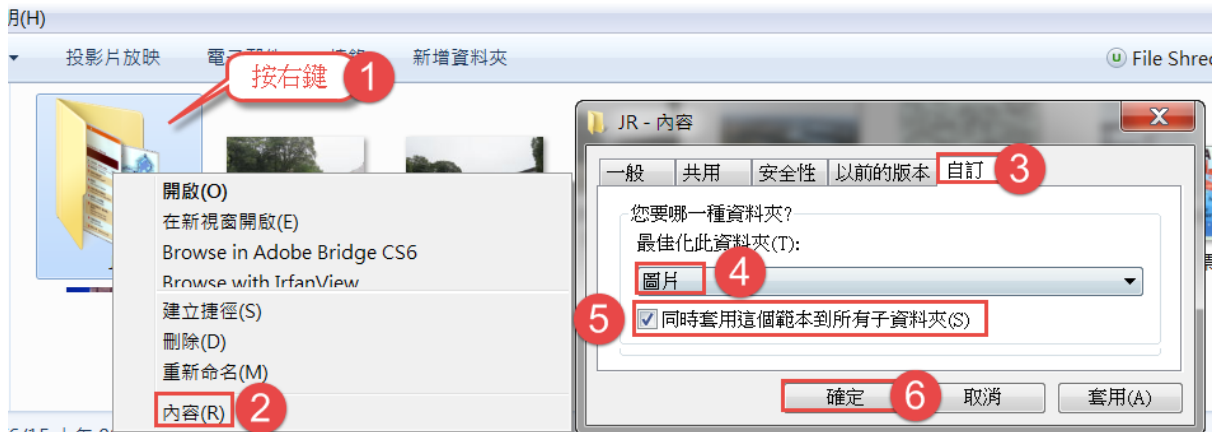 明(H)
投影片放映
新增資料夾
File Shre
按右鍵 1
開啟(O)
在新視窗開啟(E)
Browse in Adobe Bridge CS6
Browse with IrfanView
建立捷徑(S)
刪除(D)
重新命名(M)
內容(R) 2
JR - 內容
一般 共用 安全性 以前的版本 自訂 3
您要哪一種資料夾?
最佳化此資料夾(T):
圖片 4
5 同時套用這個範本到所有子資料夾(S)
確定 6 取消 套用(A)